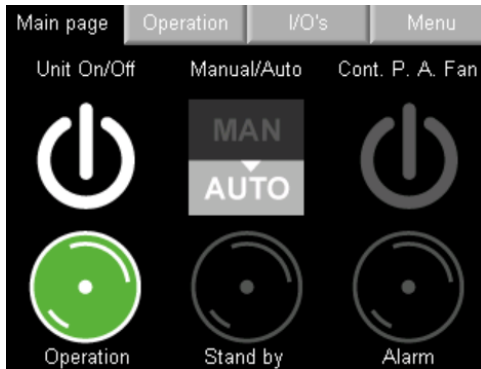 Main page Operation I/O's Menu
Unit On/Off Manual/Auto Cont. P. A. Fan
MAN
AUTO
Operation Stand by Alarm